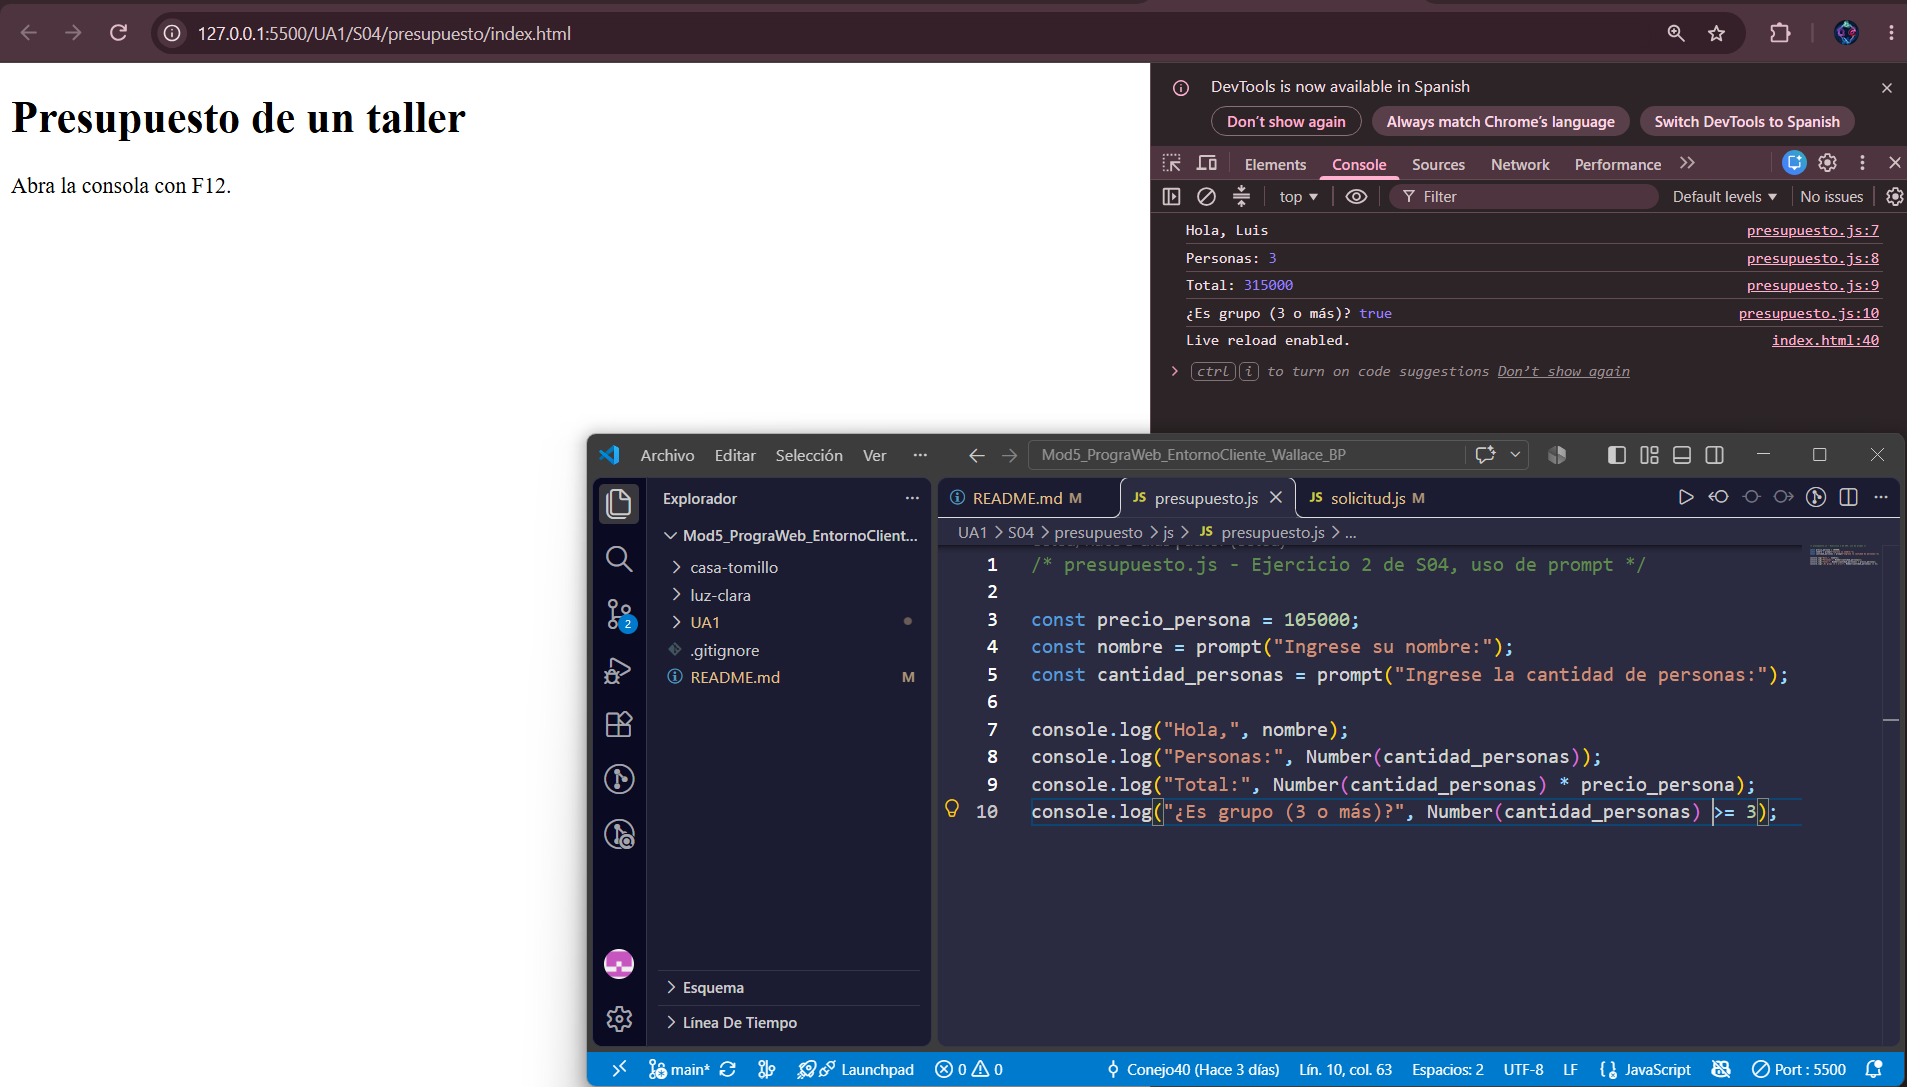 127.0.0.1:5500/UA1/S04/presupuesto/index.html
Presupuesto de un taller
Abra la consola con F12.
DevTools is now available in Spanish
Don't show again
Always match Chrome's language
Switch DevTools to Spanish
Elements
Console
Sources
Network
Performance
top
Filter
Default levels
No issues
Hola, Luis presupuesto.js:7
Personas: 3 presupuesto.js:8
Total: 315000 presupuesto.js:9
¿Es grupo (3 o más)? true presupuesto.js:10
Live reload enabled. index.html:40
ctrl i to turn on code suggestions Don't show again
Archivo Editar Selección Ver ···
Mod5_PrograWeb_EntornoCliente_Wallace_BP
Explorador
README.md M
JS presupuesto.js
JS solicitud.js M
UA1 > S04 > presupuesto > js > JS presupuesto.js > ...
Mod5_PrograWeb_EntornoClient...
casa-tomillo
luz-clara
UA1
.gitignore
README.md M
2
1 /* presupuesto.js - Ejercicio 2 de S04, uso de prompt */
2
3 const precio_persona = 105000;
4 const nombre = prompt("Ingrese su nombre:");
5 const cantidad_personas = prompt("Ingrese la cantidad de personas:");
6
7 console.log("Hola,", nombre);
8 console.log("Personas:", Number(cantidad_personas));
9 console.log("Total:", Number(cantidad_personas) * precio_persona);
10 console.log("¿Es grupo (3 o más)?", Number(cantidad_personas) >= 3);
Esquema
Línea De Tiempo
main*
Launchpad
0
0
Conejo40 (Hace 3 días)
Lín. 10, col. 63
Espacios: 2
UTF-8
LF
JavaScript
Port : 5500